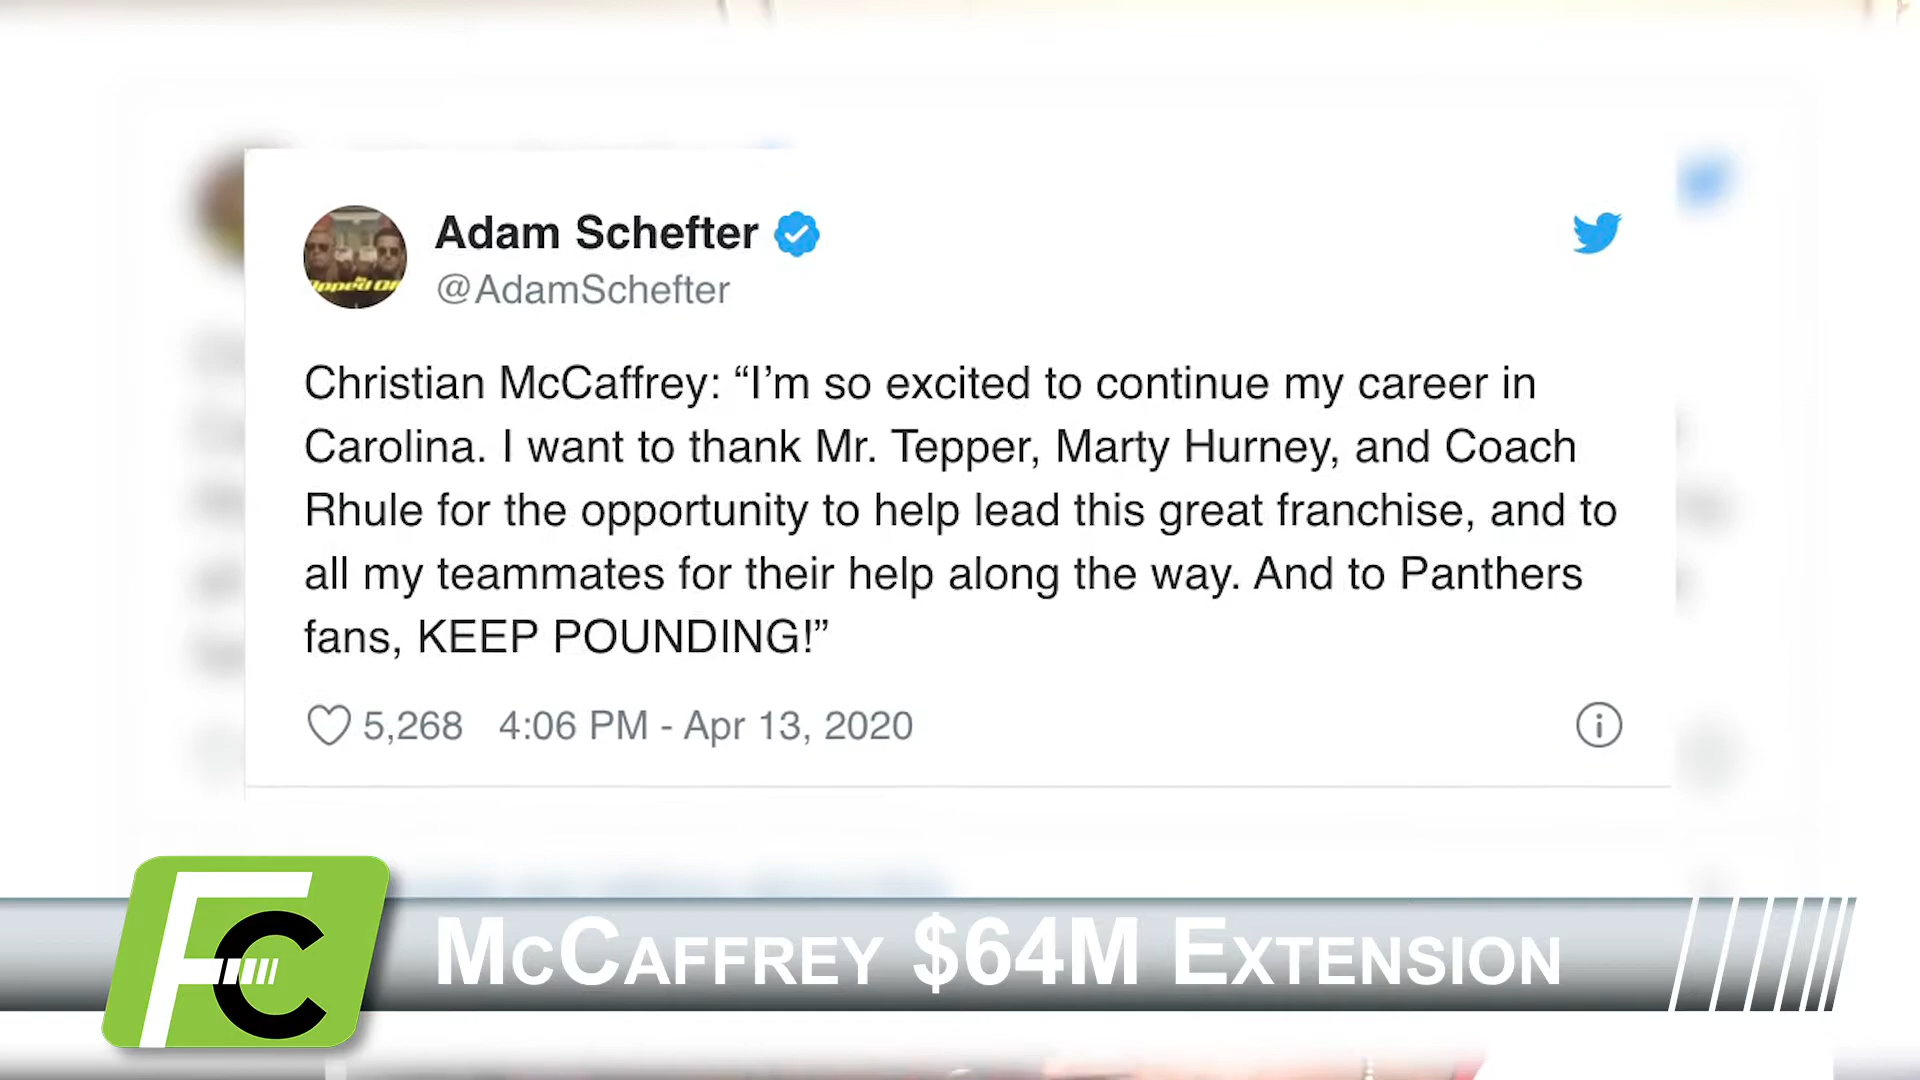 Adam Schefter
@AdamSchefter
Christian McCaffrey: “I’m so excited to continue my career in
Carolina. I want to thank Mr. Tepper, Marty Hurney, and Coach
Rhule for the opportunity to help lead this great franchise, and to
all my teammates for their help along the way. And to Panthers
fans, KEEP POUNDING!”
5,268 4:06 PM - Apr 13, 2020
FC
McCaffrey $64M Extension